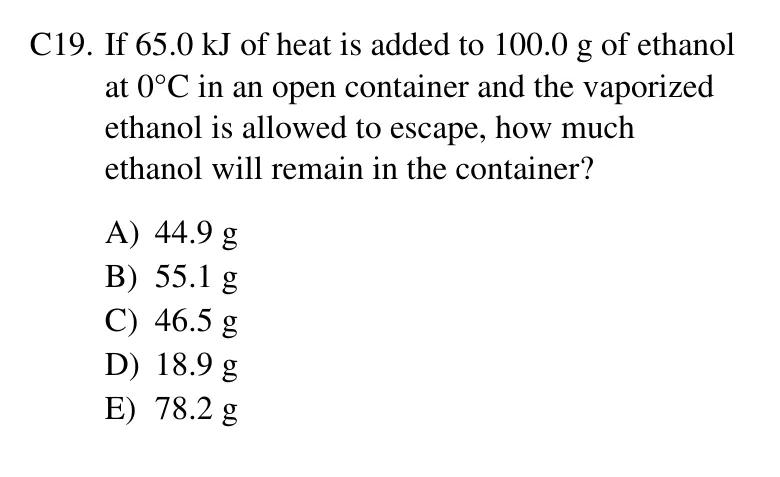 C19. If 65.0 kJ of heat is added to 100.0 g of ethanol
at 0°C in an open container and the vaporized
ethanol is allowed to escape, how much
ethanol will remain in the container?
A) 44.9 g
B) 55.1 g
C) 46.5 g
D) 18.9 g
E) 78.2 g